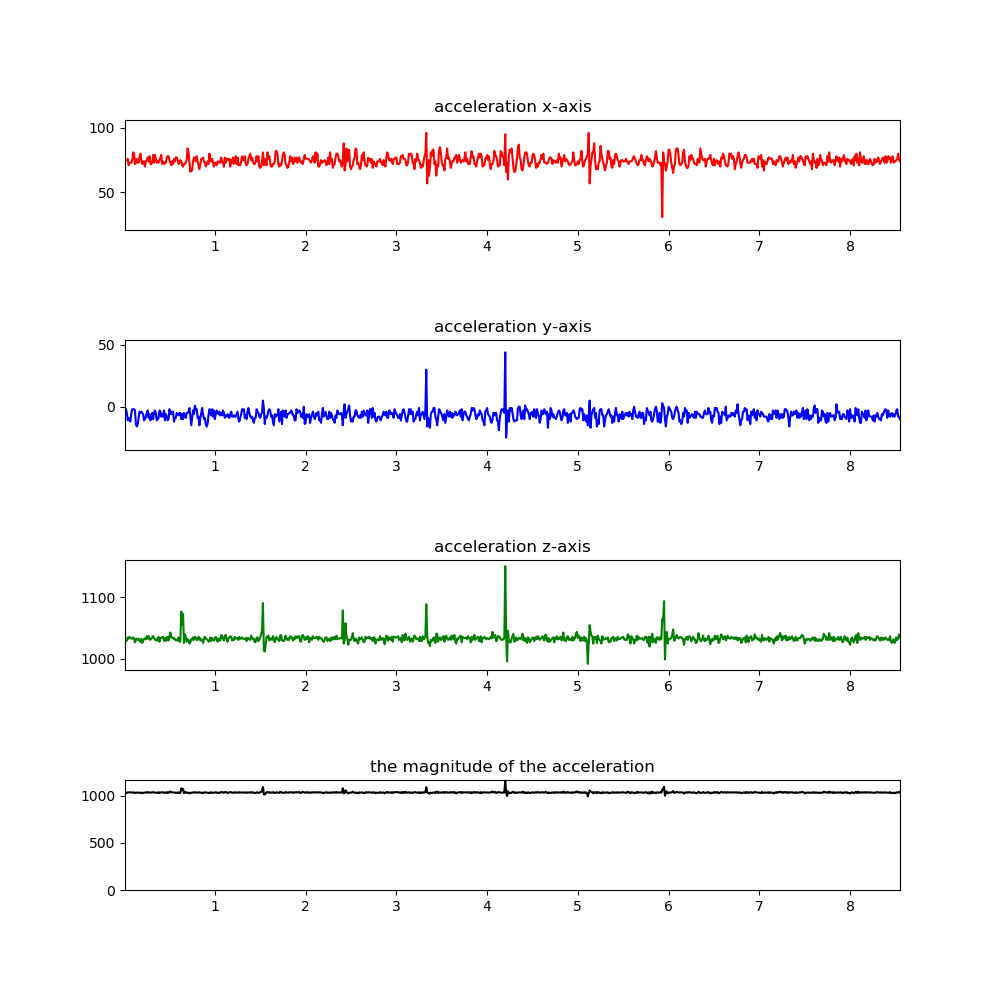 acceleration x-axis
100
50
1 2 3 4 5 6 7 8
acceleration y-axis
50
0
1 2 3 4 5 6 7 8
acceleration z-axis
1100
1000
1 2 3 4 5 6 7 8
the magnitude of the acceleration
1000
500
0
1 2 3 4 5 6 7 8